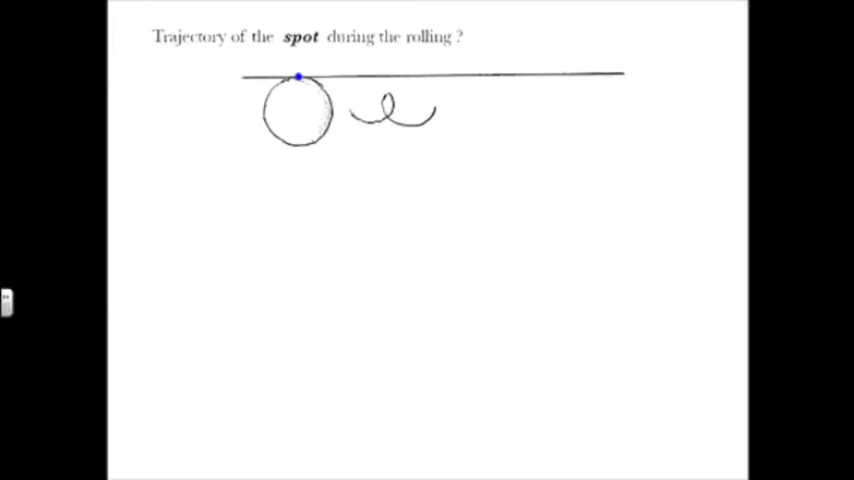 Trajectory of the spot during the rolling ?